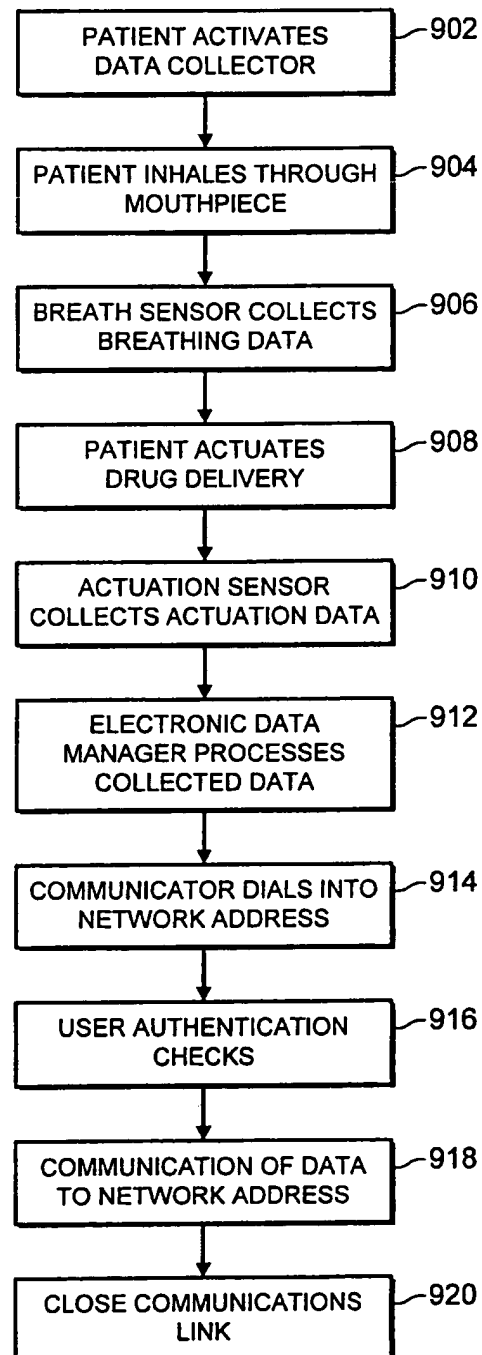 PATIENT ACTIVATES
DATA COLLECTOR
902
PATIENT INHALES THROUGH
MOUTHPIECE
904
BREATH SENSOR COLLECTS
BREATHING DATA
906
PATIENT ACTUATES
DRUG DELIVERY
908
ACTUATION SENSOR
COLLECTS ACTUATION DATA
910
ELECTRONIC DATA
MANAGER PROCESSES
COLLECTED DATA
912
COMMUNICATOR DIALS INTO
NETWORK ADDRESS
914
USER AUTHENTICATION
CHECKS
916
COMMUNICATION OF DATA
TO NETWORK ADDRESS
918
CLOSE COMMUNICATIONS
LINK
920